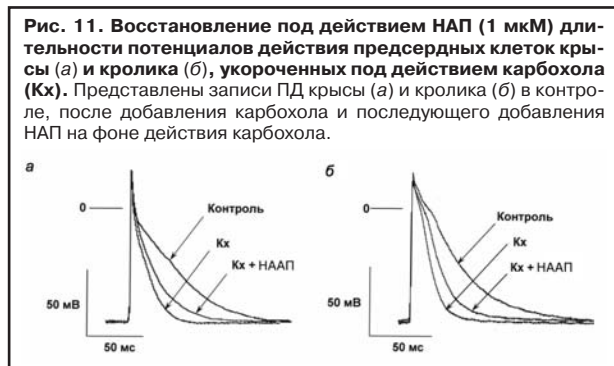 Рис. 11. Восстановление под действием НАП (1 мкМ) дли-
тельности потенциалов действия предсердных клеток кры-
сы (а) и кролика (б), укороченных под действием карбохола
(Кх). Представлены записи ПД крысы (а) и кролика (б) в контро-
ле, после добавления карбохола и последующего добавления
НАП на фоне действия карбохола.
а
0
Контроль
Кх
Кх + НААП
50 мВ
50 мс
б
0
Контроль
Кх
Кх + НААП
50 мВ
50 мс